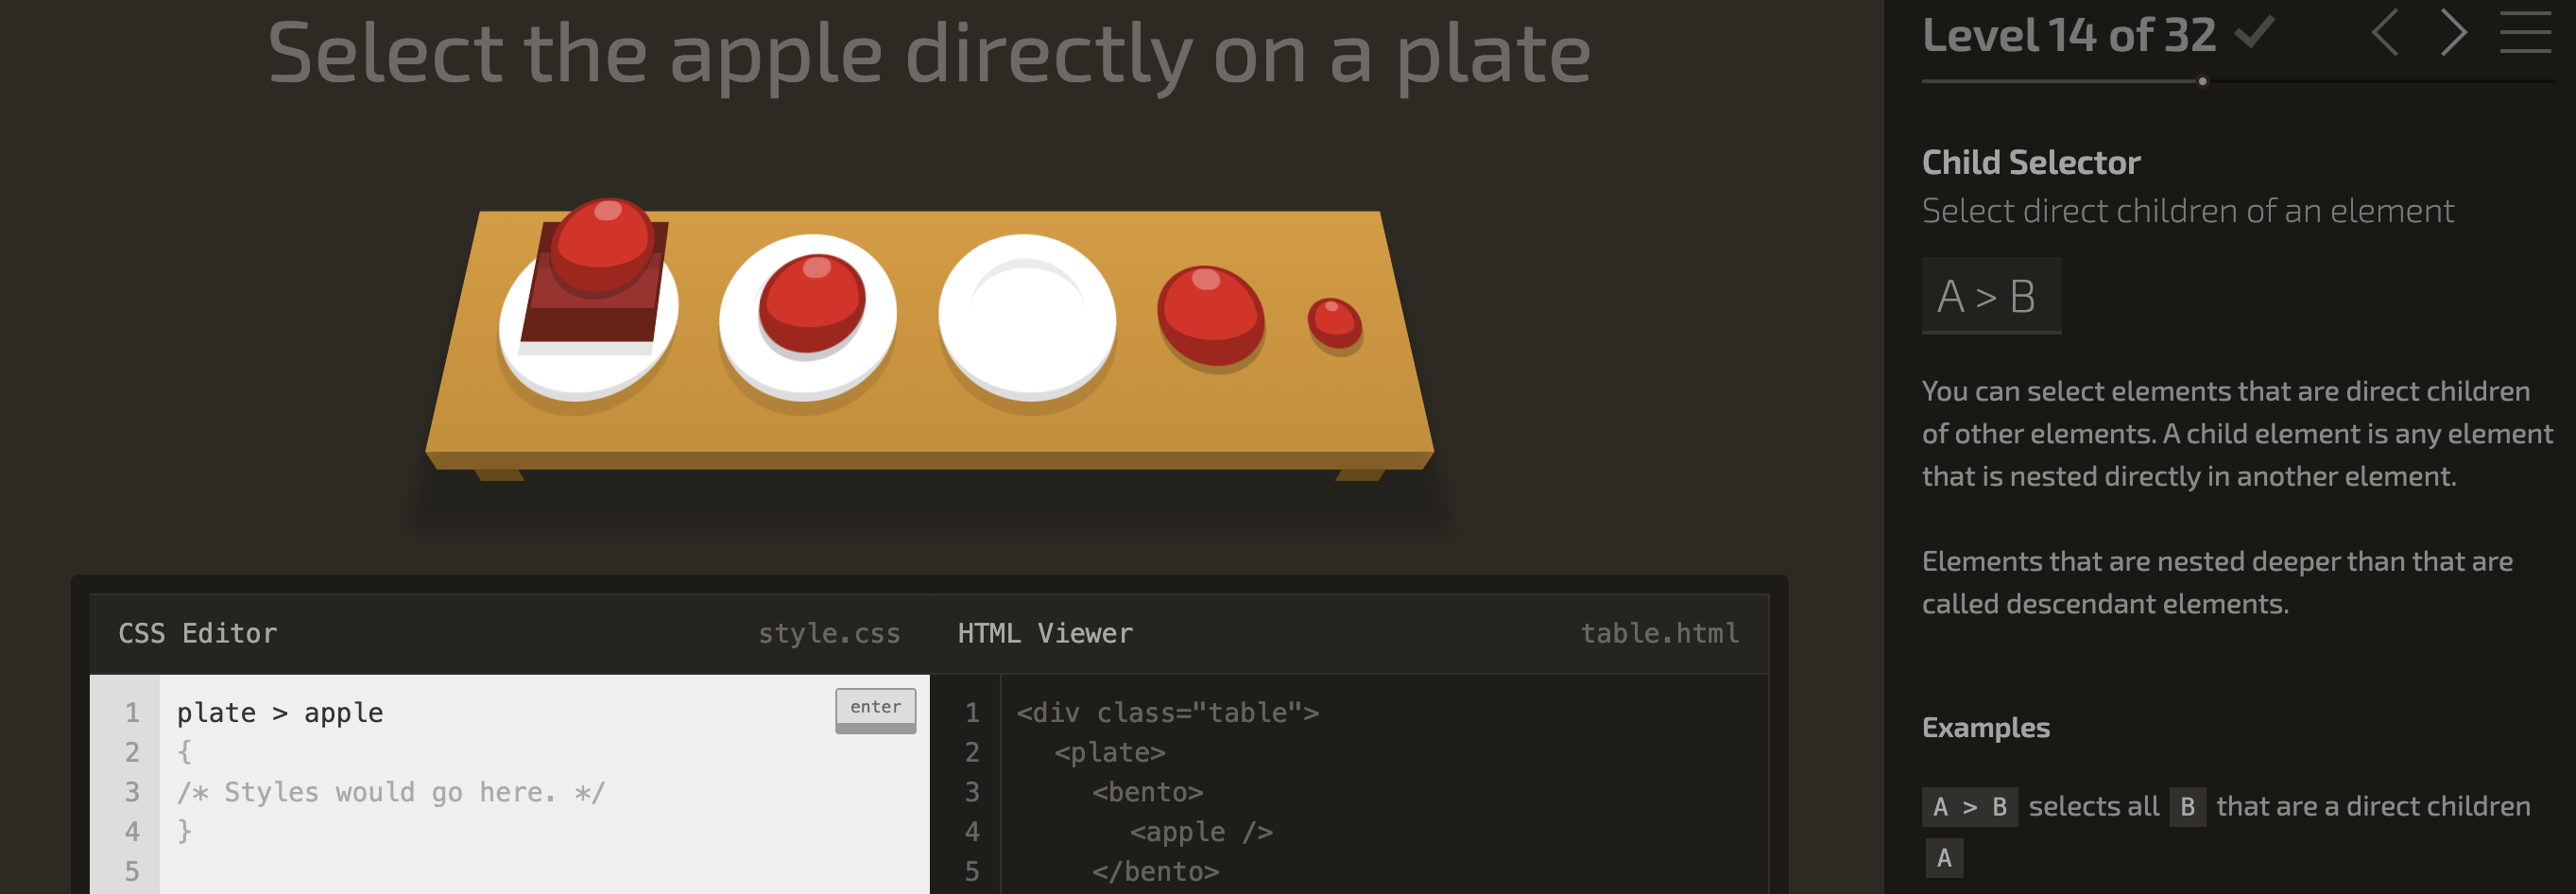 Select the apple directly on a plate
CSS Editor style.css
1 plate > apple enter
2 {
3 /* Styles would go here. */
4 }
5
HTML Viewer table.html
1 <div class="table">
2 <plate>
3 <bento>
4 <apple />
5 </bento>
Level 14 of 32
Child Selector
Select direct children of an element
A > B
You can select elements that are direct children
of other elements. A child element is any element
that is nested directly in another element.
Elements that are nested deeper than that are
called descendant elements.
Examples
A > B selects all B that are a direct children
A